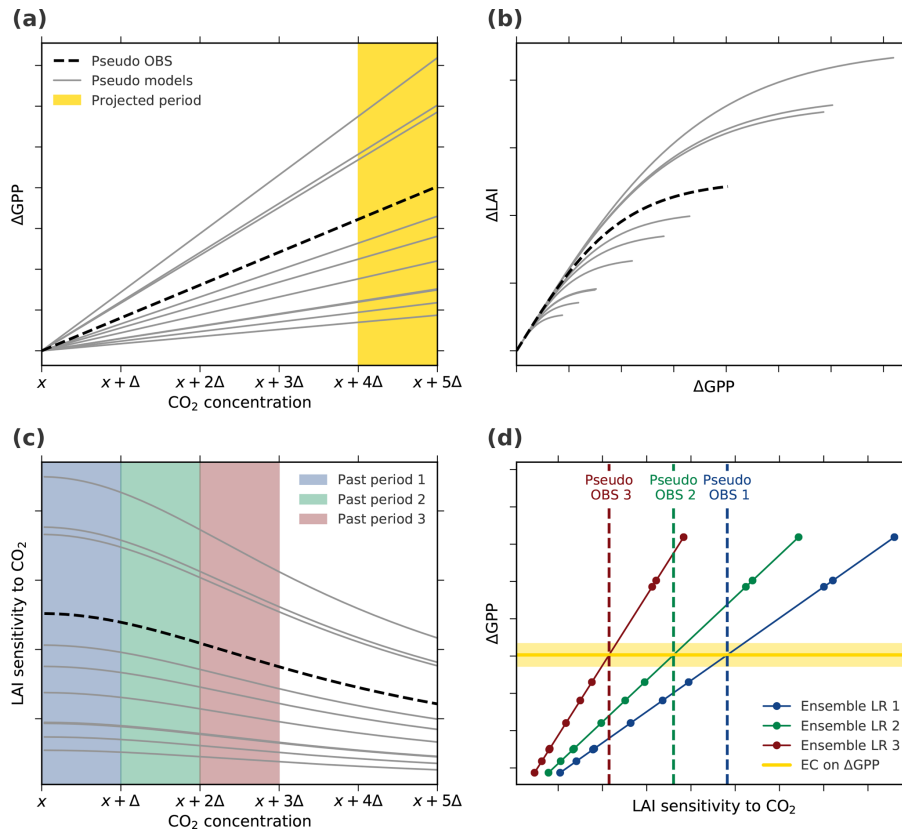 (a)
Pseudo OBS
Pseudo models
Projected period
ΔGPP
x
x + Δ
x + 2Δ
x + 3Δ
x + 4Δ
x + 5Δ
CO₂ concentration
(b)
ΔLAI
ΔGPP
(c)
Past period 1
Past period 2
Past period 3
LAI sensitivity to CO₂
x
x + Δ
x + 2Δ
x + 3Δ
x + 4Δ
x + 5Δ
CO₂ concentration
(d)
Pseudo
OBS 3
Pseudo
OBS 2
Pseudo
OBS 1
ΔGPP
Ensemble LR 1
Ensemble LR 2
Ensemble LR 3
EC on ΔGPP
LAI sensitivity to CO₂